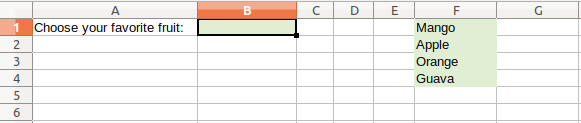 A B C D E F G
1 Choose your favorite fruit: Mango
2 Apple
3 Orange
4 Guava
5
6